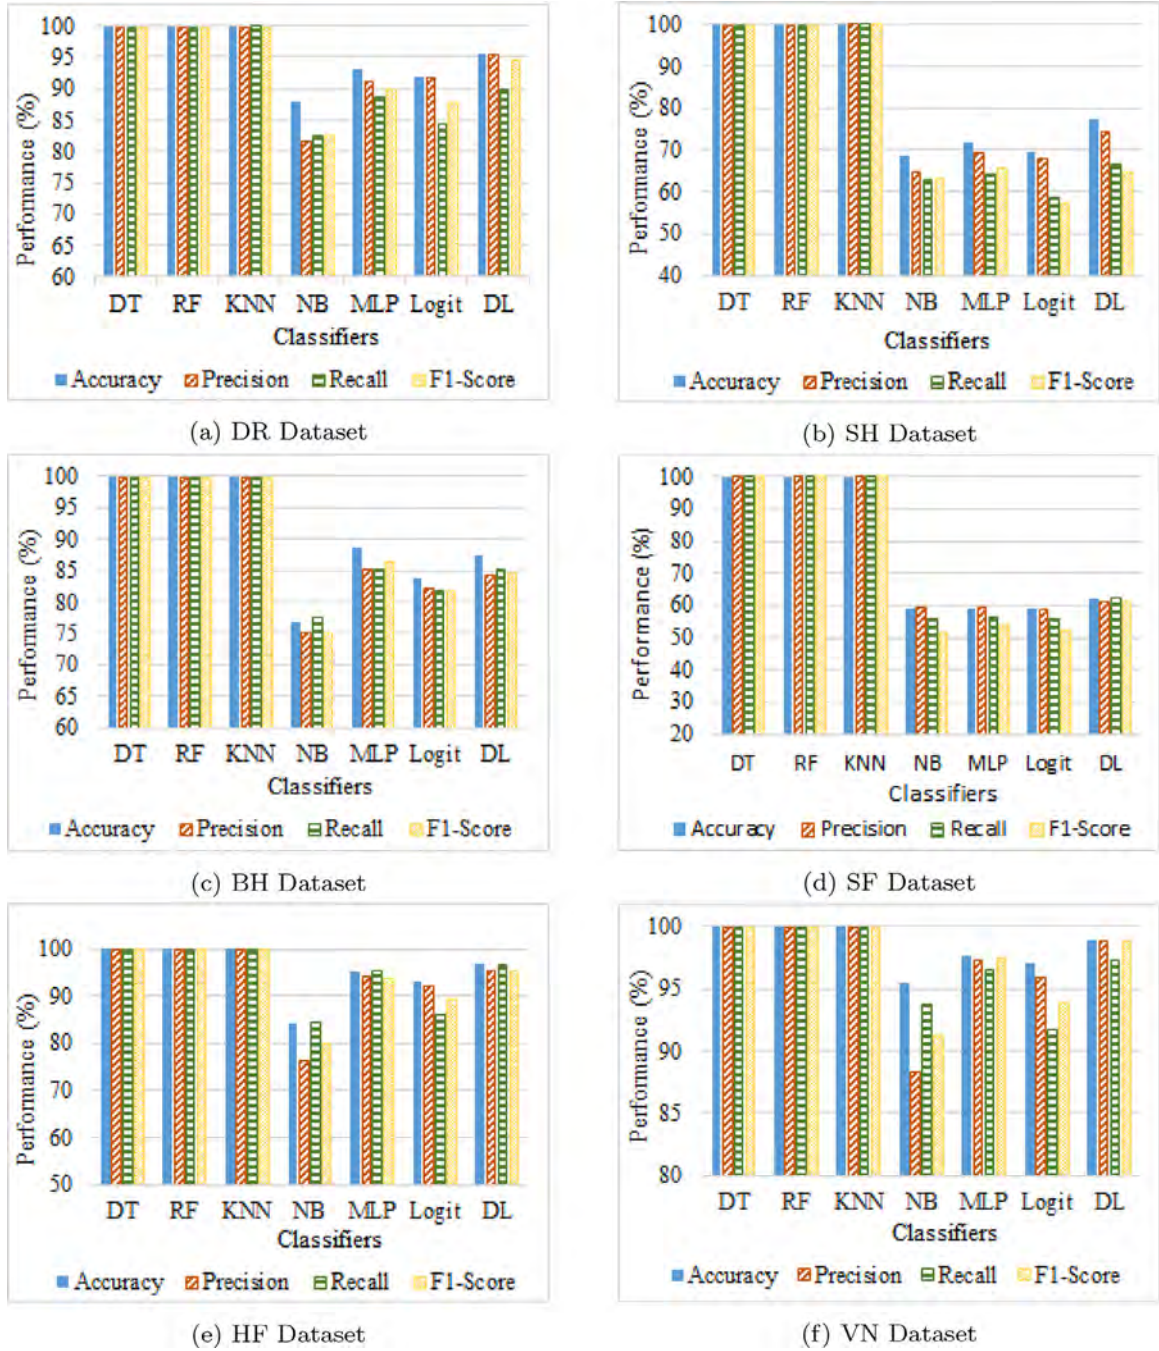 100
95
90
85
80
75
70
65
60
Performance (%)
DT RF KNN NB MLP Logit DL
Classifiers
Accuracy Precision Recall F1-Score
(a) DR Dataset
100
90
80
70
60
50
40
Performance (%)
DT RF KNN NB MLP Logit DL
Classifiers
Accuracy Precision Recall F1-Score
(b) SH Dataset
100
95
90
85
80
75
70
65
60
Performance (%)
DT RF KNN NB MLP Logit DL
Classifiers
Accuracy Precision Recall F1-Score
(c) BH Dataset
100
90
80
70
60
50
40
30
20
Performance (%)
DT RF KNN NB MLP Logit DL
Classifiers
Accuracy Precision Recall F1-Score
(d) SF Dataset
100
90
80
70
60
50
Performance (%)
DT RF KNN NB MLP Logit DL
Classifiers
Accuracy Precision Recall F1-Score
(e) HF Dataset
100
95
90
85
80
Performance (%)
DT RF KNN NB MLP Logit DL
Classifiers
Accuracy Precision Recall F1-Score
(f) VN Dataset